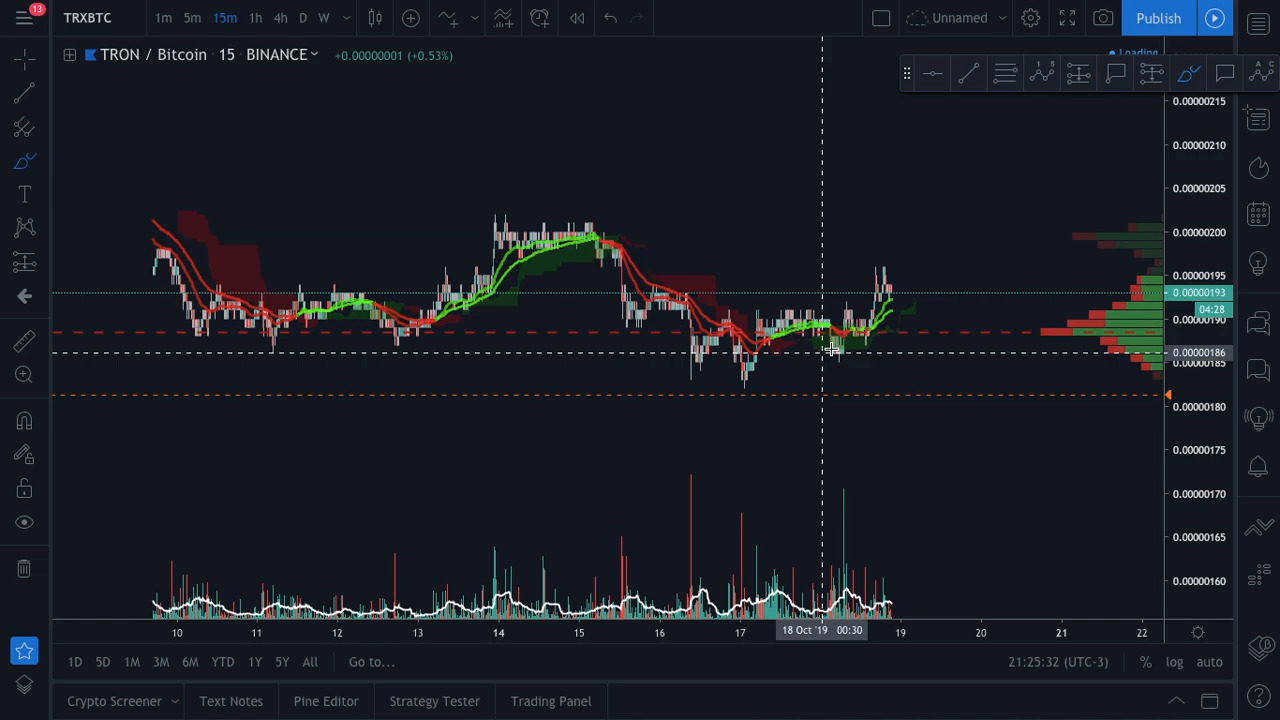 13
TRXBTC
1m 5m 15m 1h 4h D W
Unnamed
Publish
TRON / Bitcoin · 15 · BINANCE
+0.00000001 (+0.53%)
Loading
1 5
A C
0.00000215
0.00000210
0.00000205
0.00000200
0.00000195
0.00000193
04:28
0.00000190
0.00000186
0.00000185
0.00000180
0.00000175
0.00000170
0.00000165
0.00000160
10 11 12 13 14 15 16 17 18 Oct '19 00:30 19 20 21 22
1D 5D 1M 3M 6M YTD 1Y 5Y All Go to... 21:25:32 (UTC-3) % log auto
Crypto Screener Text Notes Pine Editor Strategy Tester Trading Panel